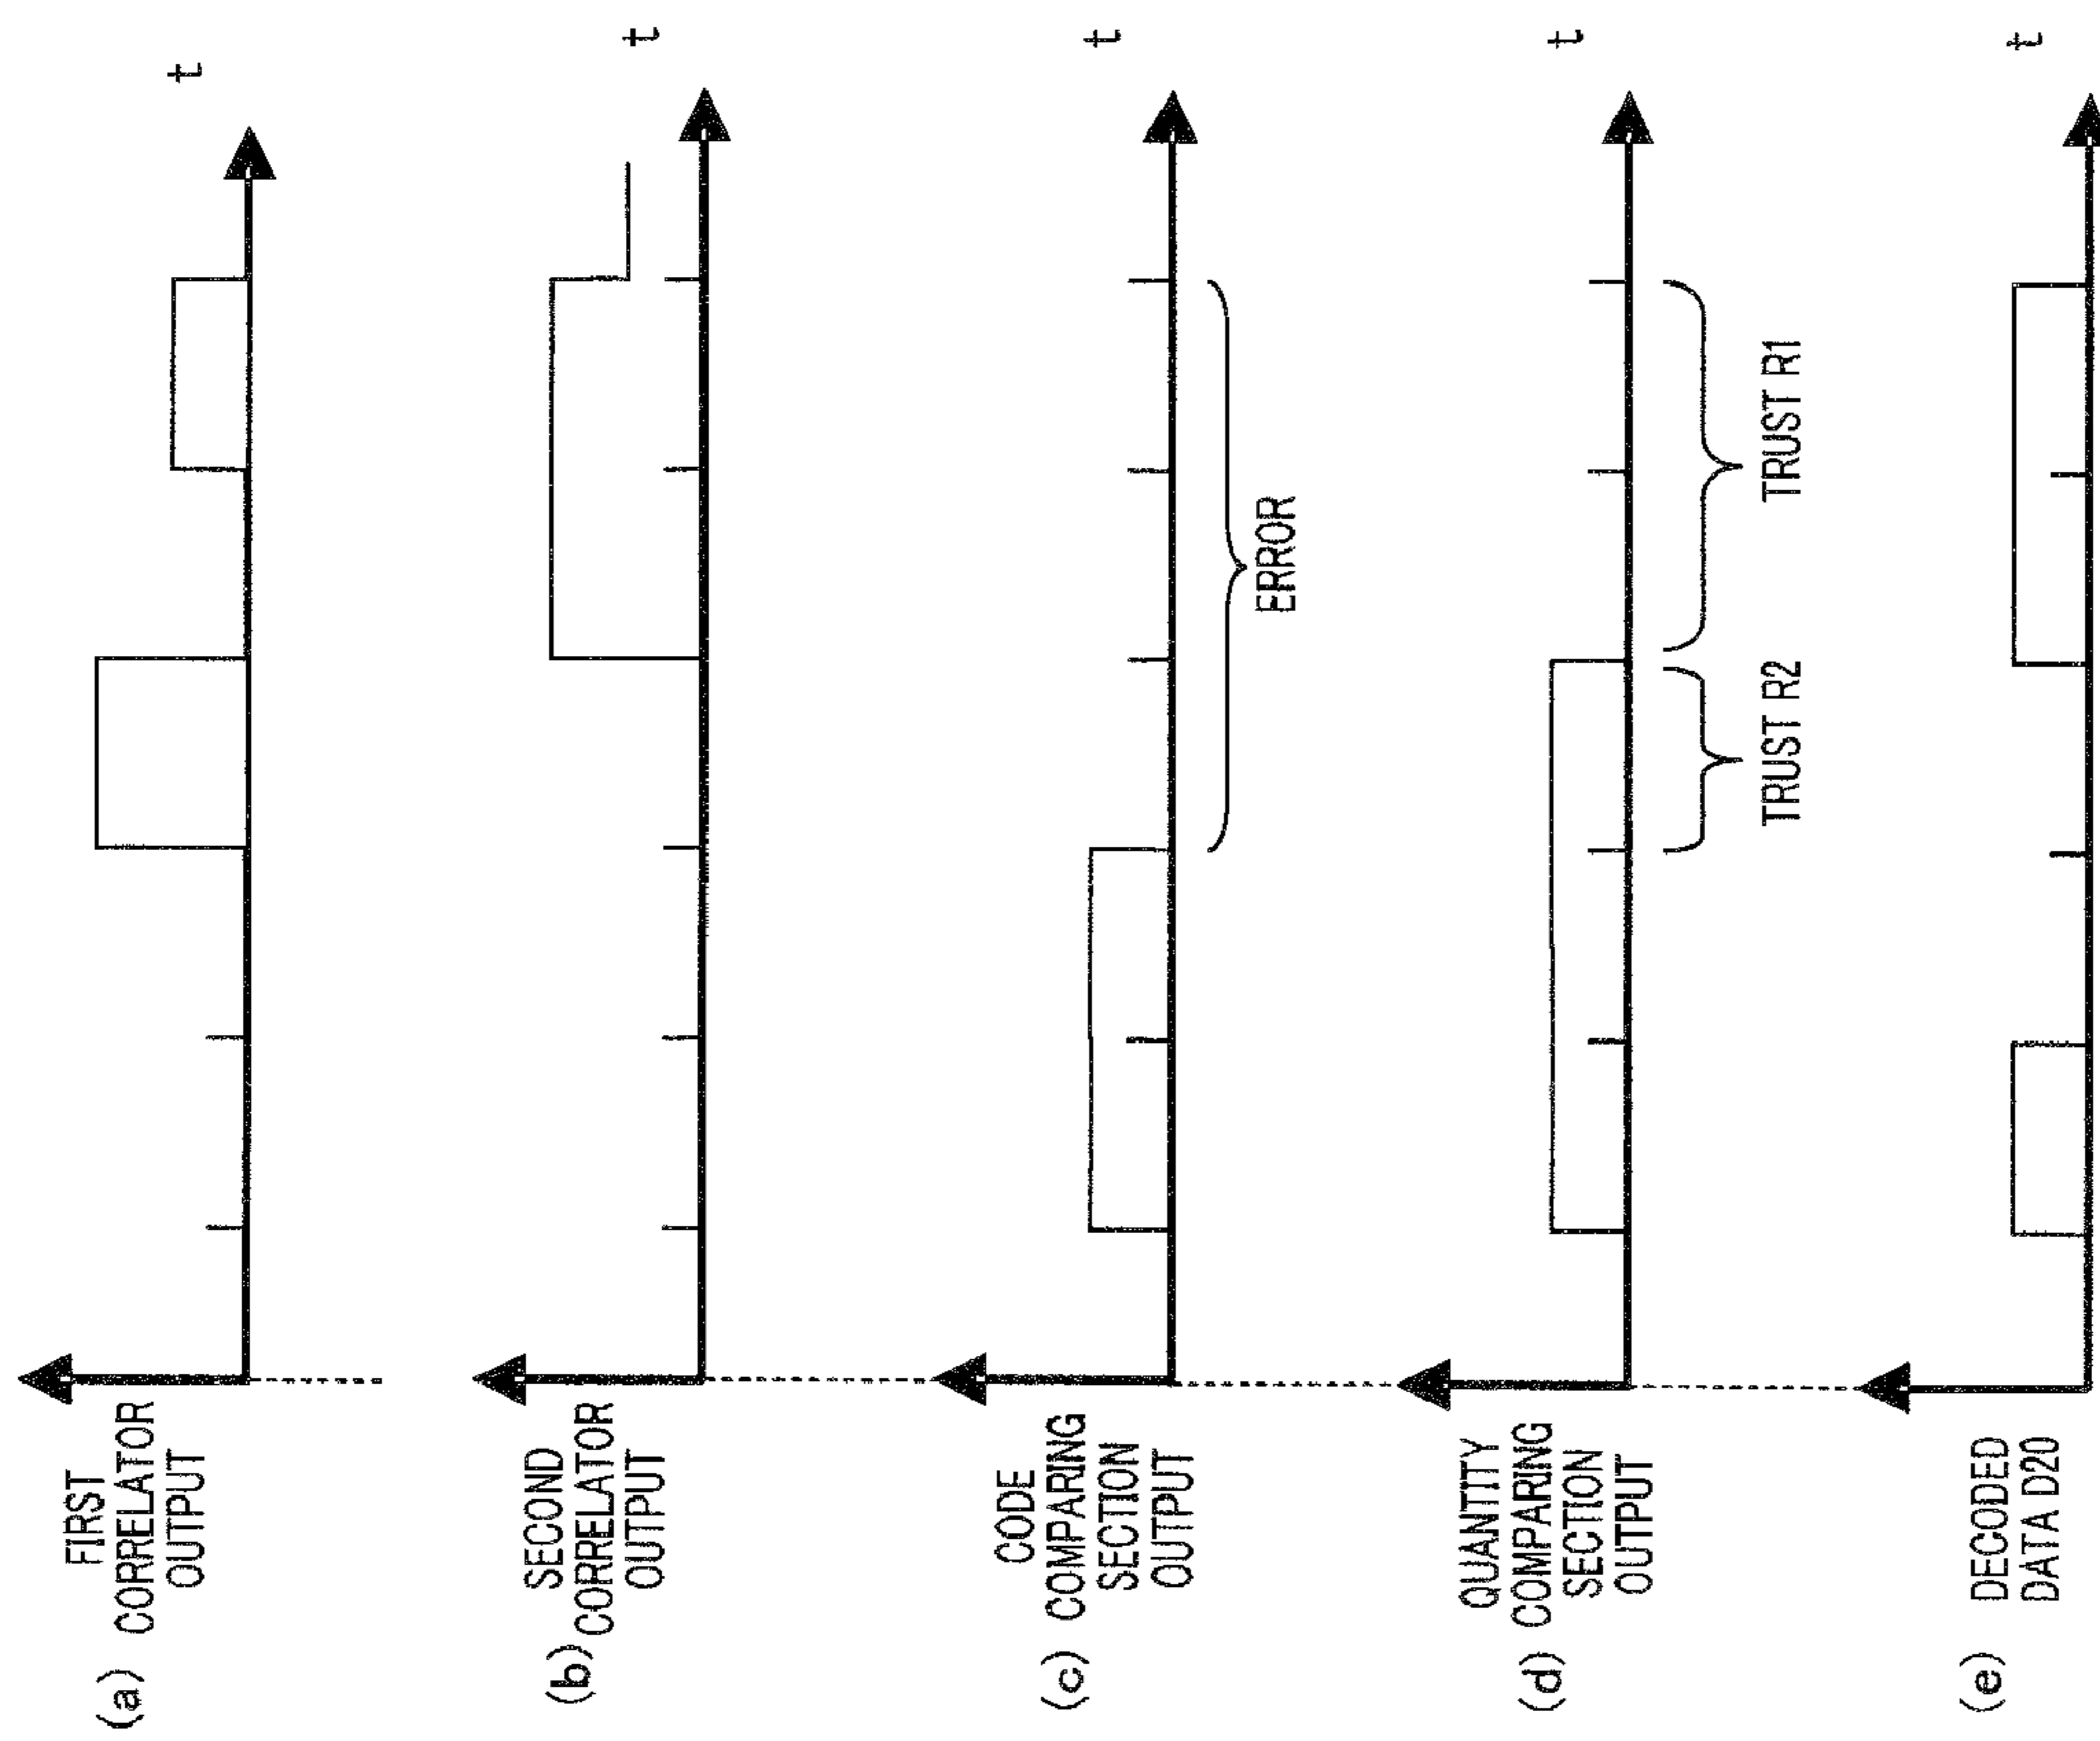 (a)
FIRST
CORRELATOR
OUTPUT
t
(b)
SECOND
CORRELATOR
OUTPUT
t
(c)
CODE
COMPARING
SECTION
OUTPUT
t
ERROR
(d)
QUANTITY
COMPARING
SECTION
OUTPUT
t
TRUST R2
TRUST R1
(e)
DECODED
DATA D20
t